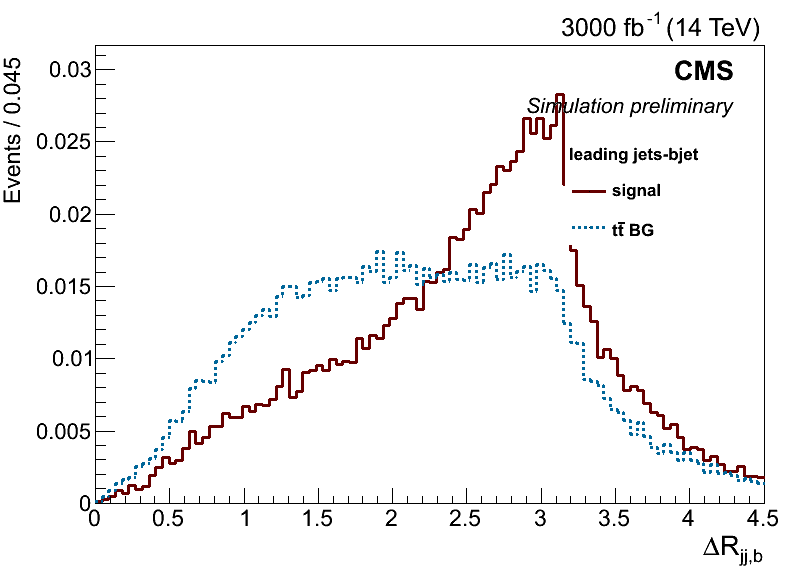 3000 fb⁻¹ (14 TeV)
CMS
Simulation preliminary
leading jets-bjet
signal
tt̄ BG
Events / 0.045
0.03
0.025
0.02
0.015
0.01
0.005
0
0 0.5 1 1.5 2 2.5 3 3.5 4 4.5
ΔR_jj,b